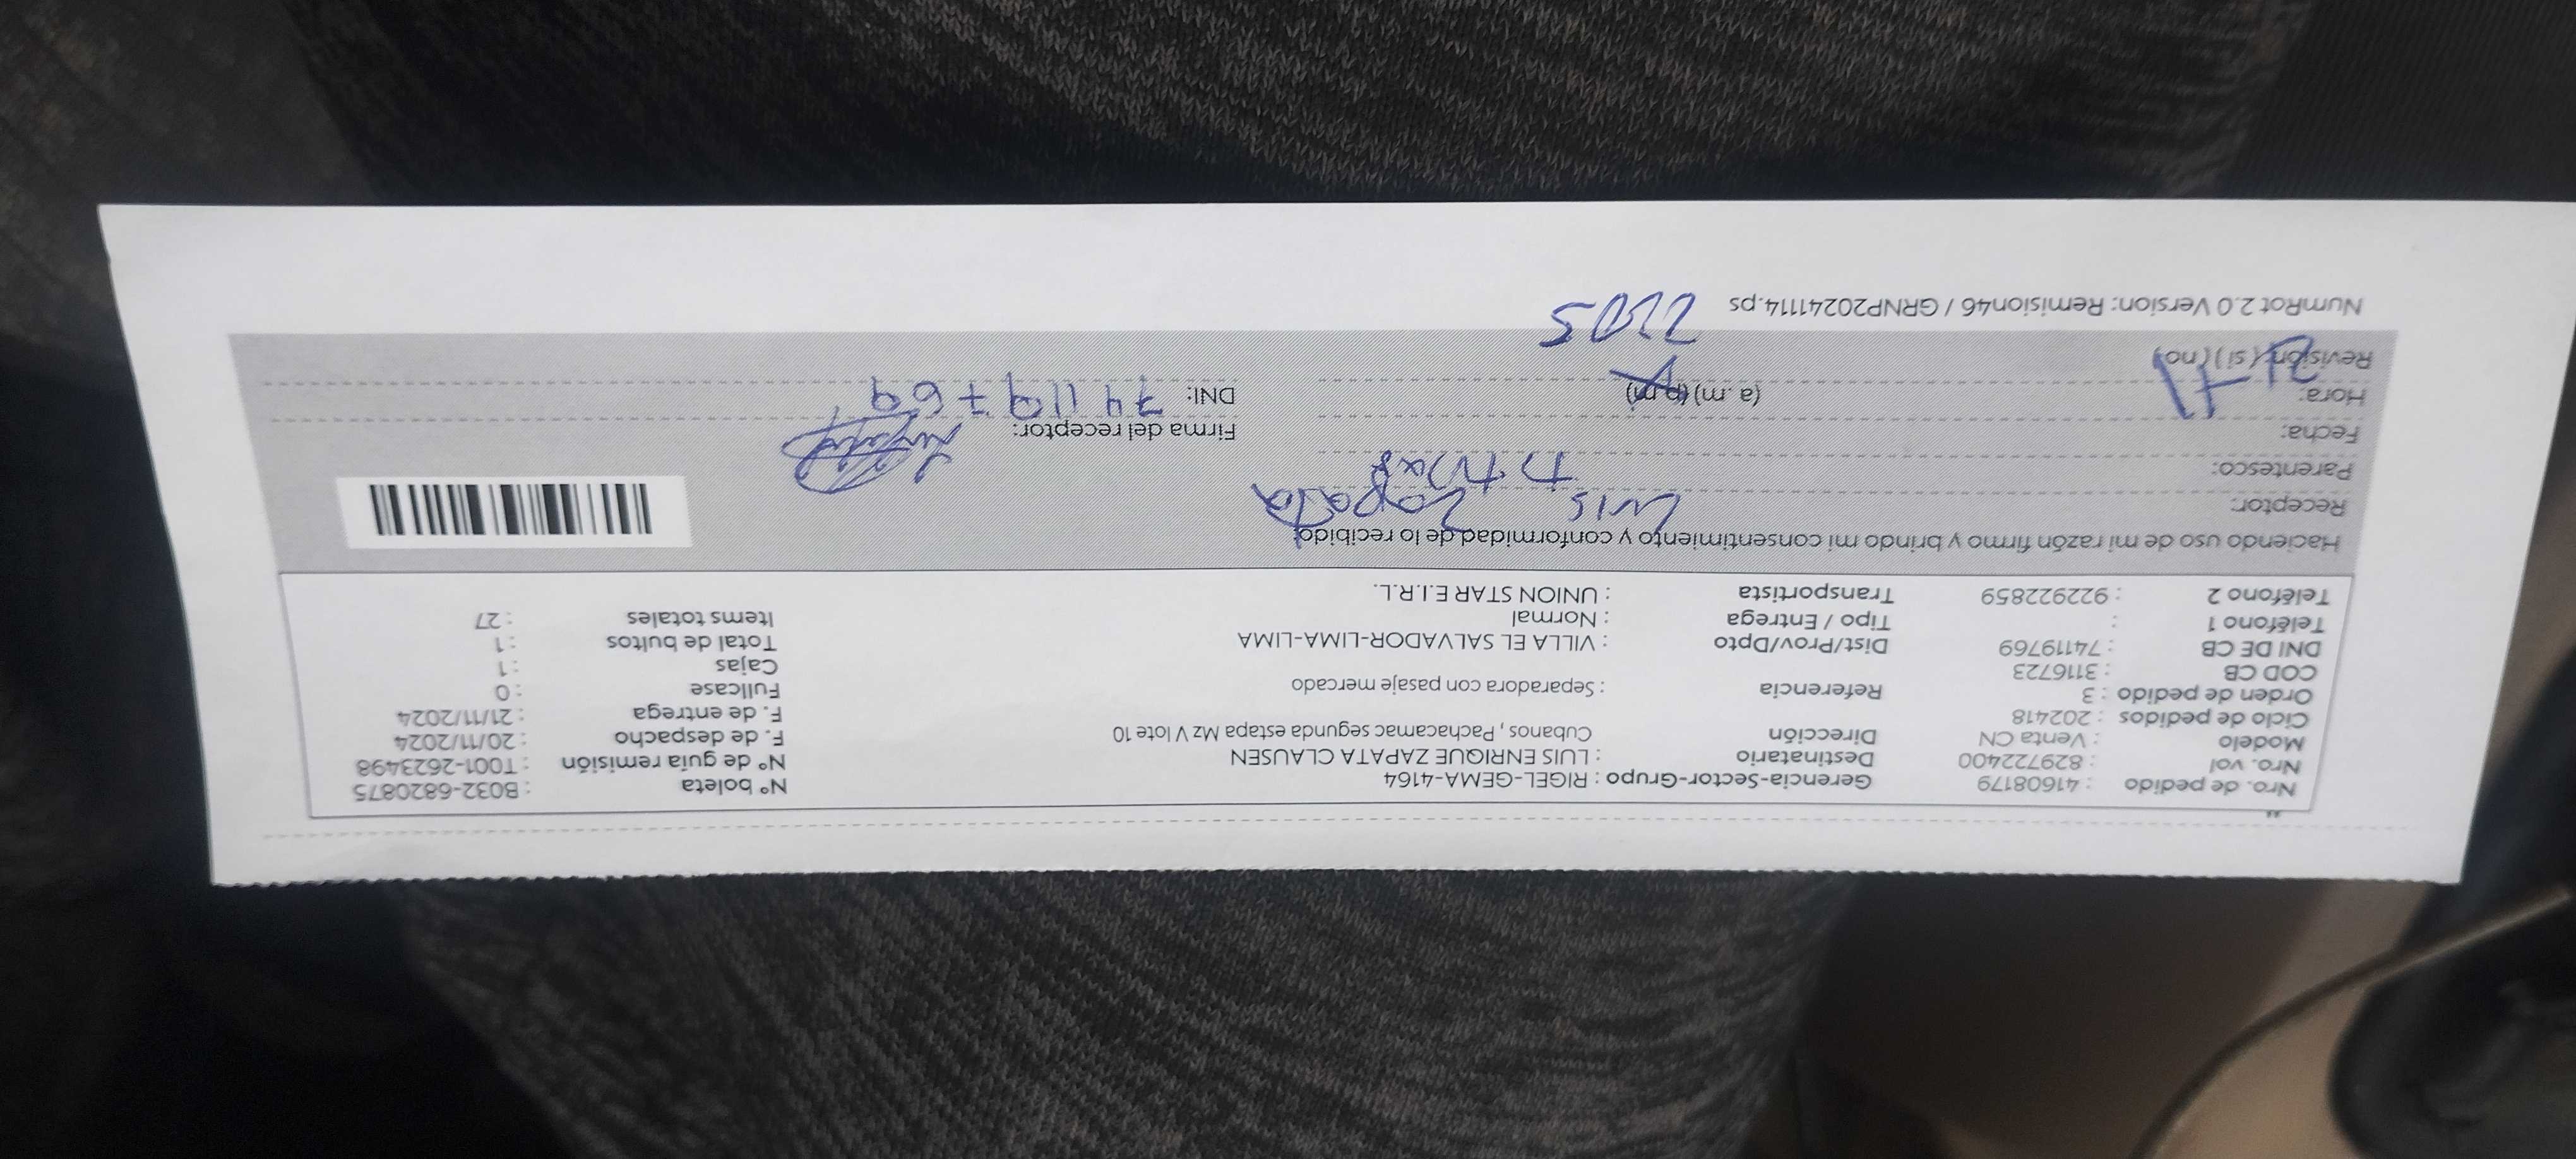 Nro. de pedido : 41608179 Gerencia-Sector-Grupo : RIGEL-GEMA-4164 N° boleta : B032-6820875
Nro. vol : 829722400 Destinatario : LUIS ENRIQUE ZAPATA CLAUSEN N° de guía remisión : T001-2623498
Modelo : Venta CN Dirección Cubanos , Pachacamac segunda estapa Mz V lote 10 F. de despacho : 20/11/2024
Ciclo de pedidos : 202418 F. de entrega : 21/11/2024
Orden de pedido : 3 Referencia : Separadora con pasaje mercado Fullcase : 0
COD CB : 3116723 Cajas : 1
DNI DE CB : 74119769 Dist/Prov/Dpto : VILLA EL SALVADOR-LIMA-LIMA Total de bultos : 1
Teléfono 1 : Tipo / Entrega : Normal Items totales : 27
Teléfono 2 : 922922859 Transportista : UNION STAR E.I.R.L.
Haciendo uso de mi razón firmo y brindo mi consentimiento y conformidad de lo recibido:
Receptor: Luis Zapata
Parentesco:
Fecha: Firma del receptor:
Hora: (a.m) (p.m) DNI: 74119769
Revisión: (si) (no)
NumRot 2.0 Version: Remision46 / GRNP20241114.ps